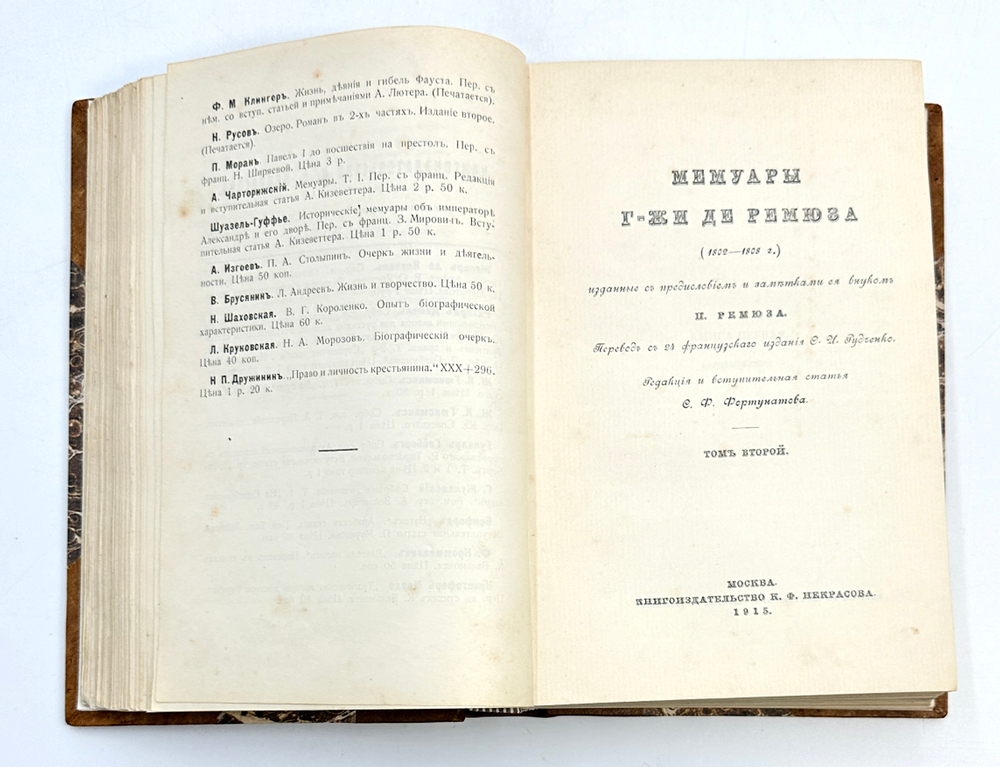 Ф. М Клингеръ. Жизнь, дѣянія и гибель Фауста. Пер. съ
нѣм. со вступ. статьей и примѣчаніями А. Лютера. (Печатается).
Н. Русовъ. Озеро. Романъ въ 2-хъ частяхъ. Изданіе второе.
(Печатается).
П. Моранъ. Павелъ I до восшествія на престолъ. Пер. съ
франц. Н. Ширяевой. Цѣна 3 р.
А. Чарторижскій. Мемуары. Т. I. Пер. съ франц. Редакція
и вступительная статья А. Кизеветтера. Цѣна 2 р. 50 к.
Шуазель-Гуффье. Историческіе мемуары объ императорѣ
Александрѣ и его дворѣ. Пер. съ франц. З. Мировичъ. Всту-
пительная статья А. Кизеветтера. Цѣна 1 р. 50 к.
А. Изгоевъ. П. А. Столыпинъ. Очеркъ жизни и дѣятель-
ности. Цѣна 50 коп.
В. Брусянинъ. Л. Андреевъ. Жизнь и творчество. Цѣна 50 к.
Н. Шаховская. В. Г. Короленко. Опытъ біографической
характеристики. Цѣна 60 к.
Л. Круковская. Н. А. Морозовъ. Біографическій очеркъ.
Цѣна 40 коп.
Н П. Дружининъ. „Право и личность крестьянина." XXX+296.
Цѣна 1 р. 20 к.
МЕМУАРЫ
Г-ЖИ ДЕ РЕМЮЗА
(1802—1808 г.)
изданные съ предисловіемъ и замѣтками ея внукомъ
П. РЕМЮЗА.
Переводъ съ 24 французскаго изданія О. И. Рудченко.
Редакція и вступительная статья
С. Ф. Фортунатова.
ТОМЪ ВТОРОЙ.
МОСКВА.
КНИГОИЗДАТЕЛЬСТВО К. Ф. НЕКРАСОВА.
1915.